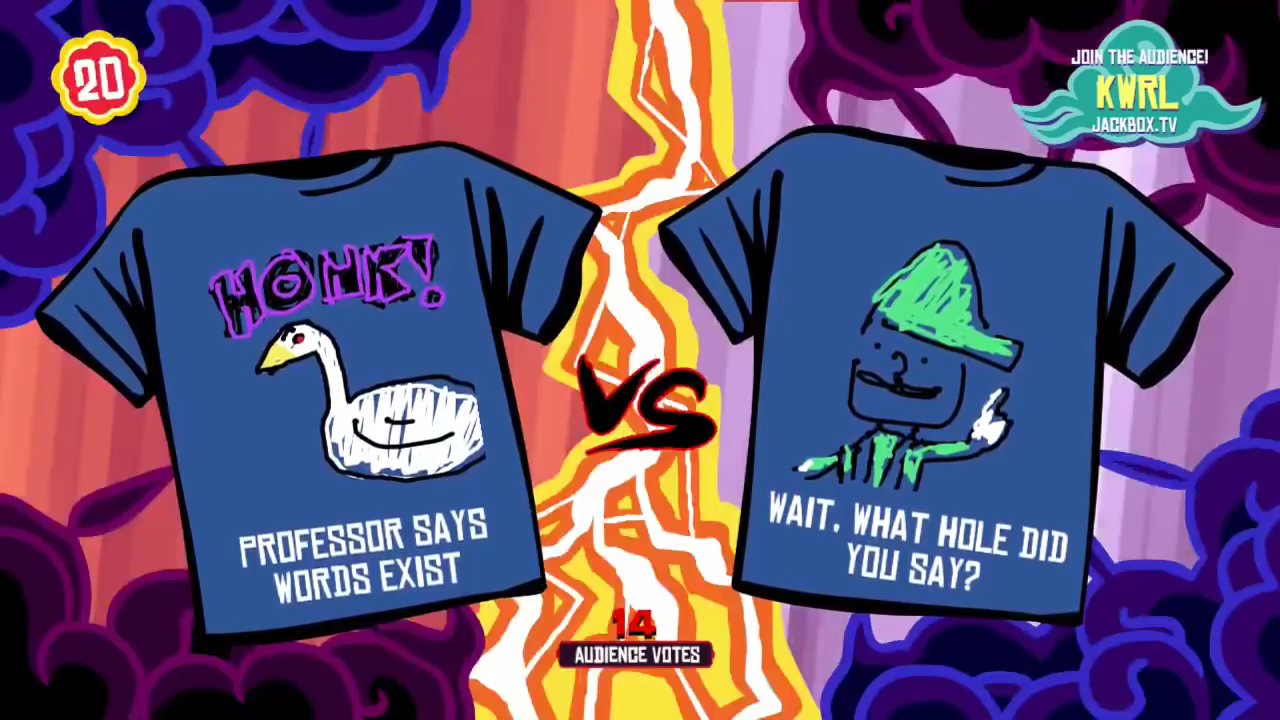 20
JOIN THE AUDIENCE!
KWRL
JACKBOX.TV
HONK!
PROFESSOR SAYS
WORDS EXIST
VS
WAIT. WHAT HOLE DID
YOU SAY?
14
AUDIENCE VOTES